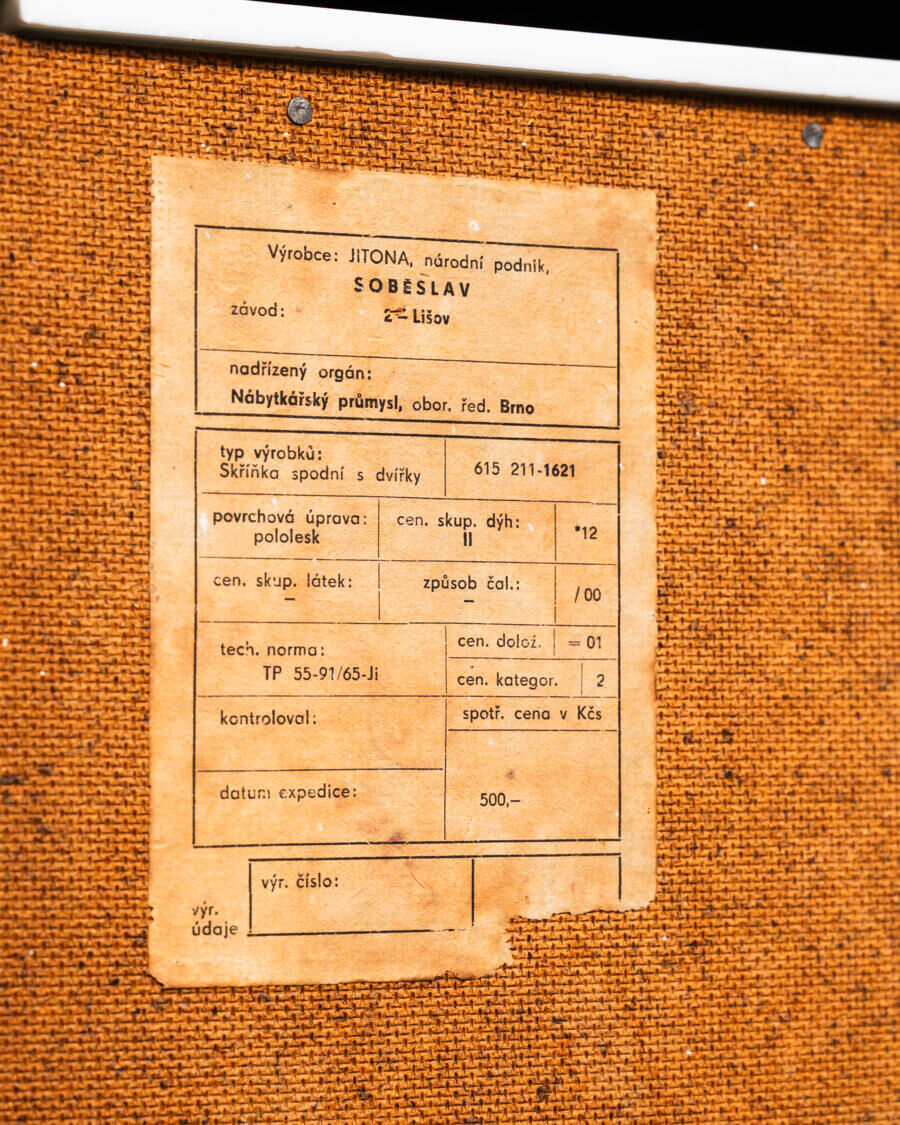 Výrobce: JITONA, národní podnik,
SOBĚSLAV
závod: 2 – Lišov
nadřízený orgán:
Nábytkářský průmysl, obor. řed. Brno
typ výrobků:
Skříňka spodní s dvířky
615 211-1621
povrchová úprava:
pololesk
cen. skup. dýh:
II
*12
cen. skup. látek:
–
způsob čal.:
–
/00
tech. norma:
TP 55-91/65-Ji
cen. dolož. = 01
cen. kategor. 2
kontroloval:
spotř. cena v Kčs
datum expedice:
500,–
výr. číslo:
výr.
údaje